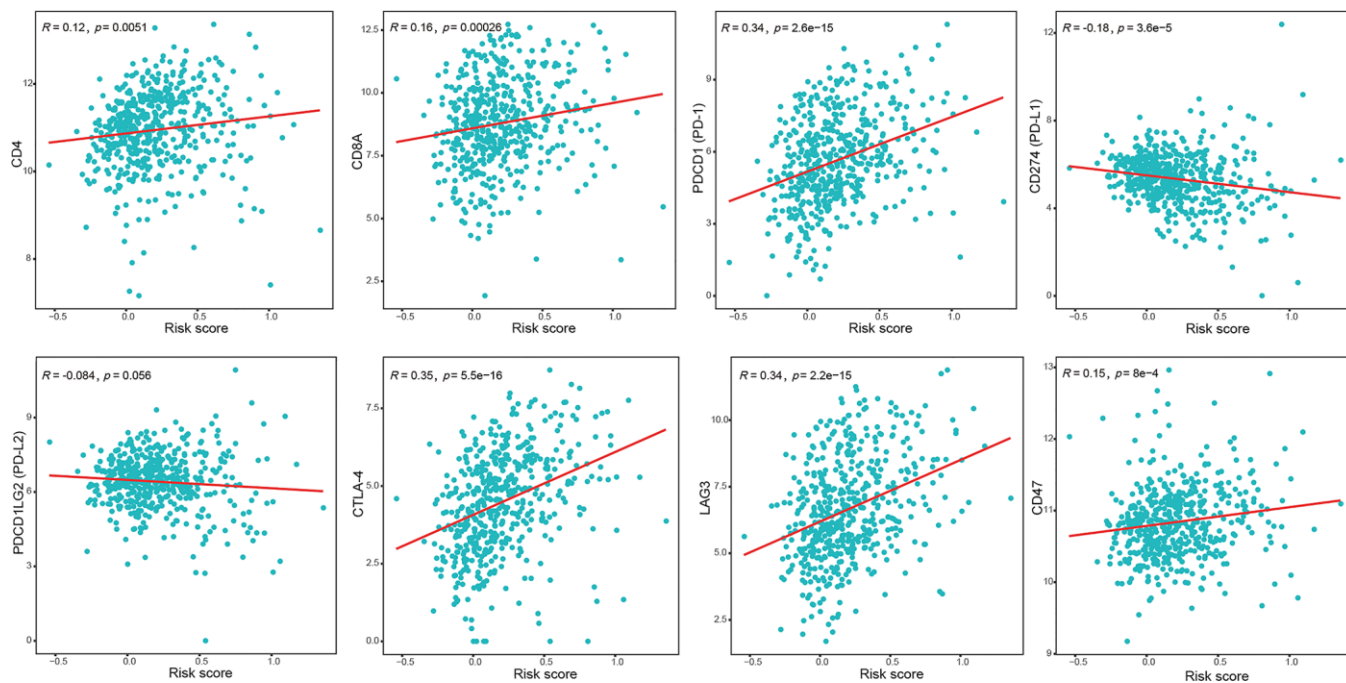 R = 0.12, p = 0.0051
CD4
12
10
8
−0.5 0.0 0.5 1.0
Risk score
R = 0.16, p = 0.00026
CD8A
12.5
10.0
7.5
5.0
2.5
−0.5 0.0 0.5 1.0
Risk score
R = 0.34, p = 2.6e−15
PDCD1 (PD-1)
9
6
3
0
−0.5 0.0 0.5 1.0
Risk score
R = -0.18, p = 3.6e−5
CD274 (PD-L1)
12
8
4
0
−0.5 0.0 0.5 1.0
Risk score
R = -0.084, p = 0.056
PDCD1LG2 (PD-L2)
9
6
3
0
−0.5 0.0 0.5 1.0
Risk score
R = 0.35, p = 5.5e−16
CTLA-4
7.5
5.0
2.5
0.0
−0.5 0.0 0.5 1.0
Risk score
R = 0.34, p = 2.2e−15
LAG3
10.0
7.5
5.0
2.5
−0.5 0.0 0.5 1.0
Risk score
R = 0.15, p = 8e−4
CD47
13
12
11
10
9
−0.5 0.0 0.5 1.0
Risk score